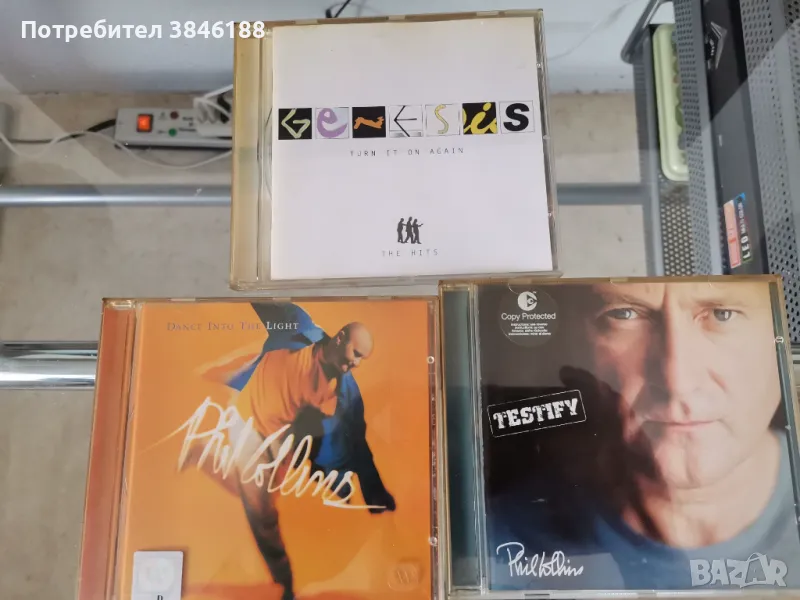 Потребител 3846188
GENESIS
TURN IT ON AGAIN
THE HITS
DANCE INTO THE LIGHT
Phil Collins
Copy Protected
TESTIFY
Phil Collins
BAZAR